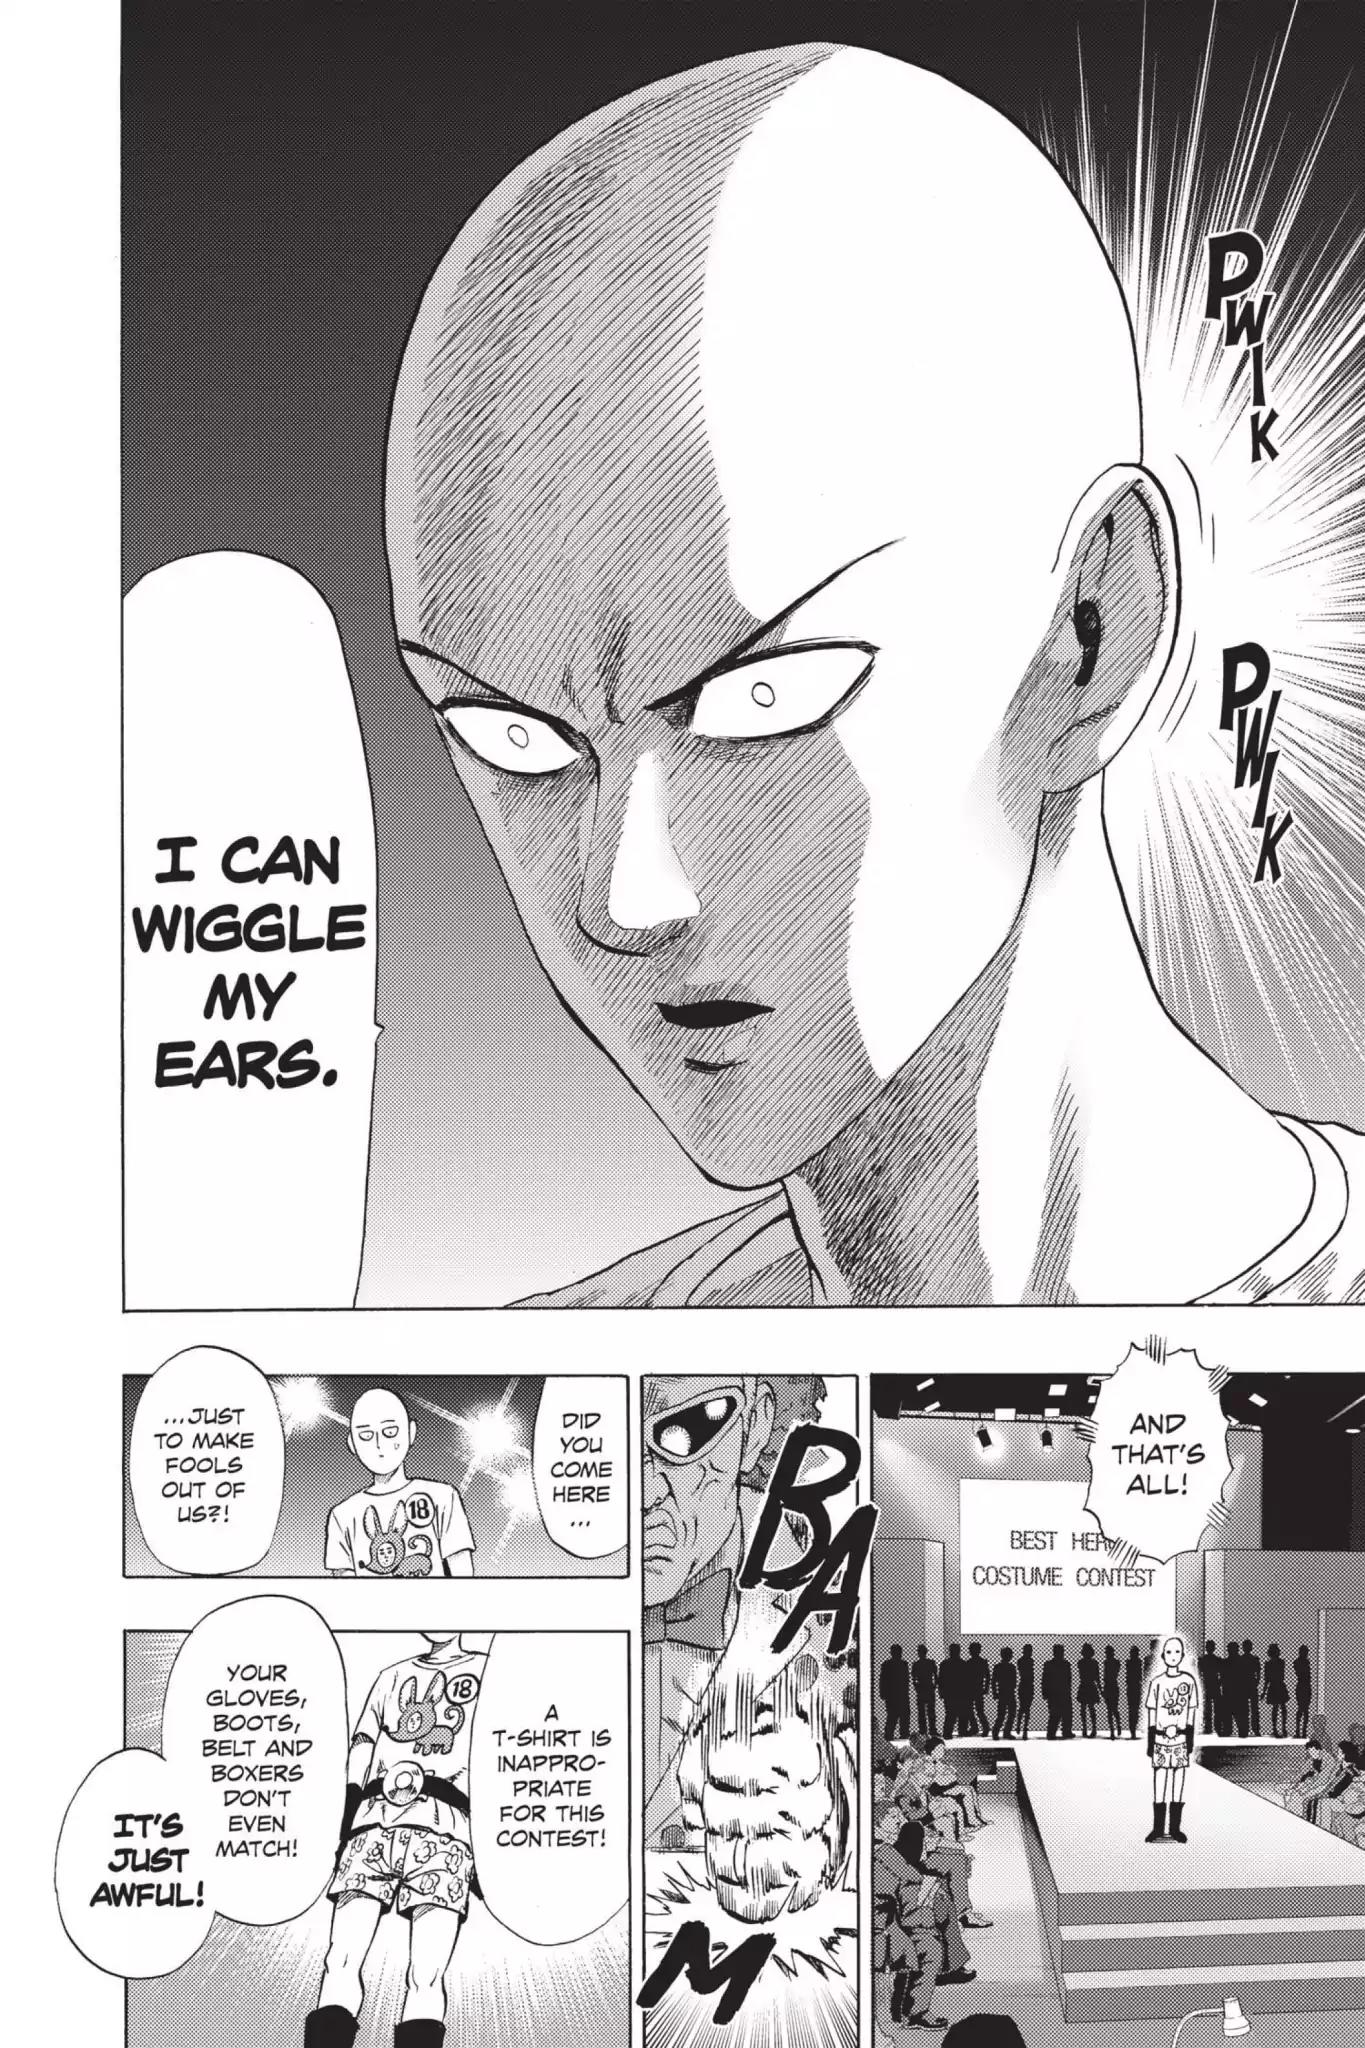 PWIK
PWIK
I CAN
WIGGLE
MY
EARS.
AND
THAT'S
ALL!
BEST HER
COSTUME CONTEST
BA
M
DID
YOU
COME
HERE
...
18
...JUST
TO MAKE
FOOLS
OUT OF
US?!
A
T-SHIRT IS
INAPPRO-
PRIATE
FOR THIS
CONTEST!
18
YOUR
GLOVES,
BOOTS,
BELT AND
BOXERS
DON'T
EVEN
MATCH!
IT'S
JUST
AWFUL!